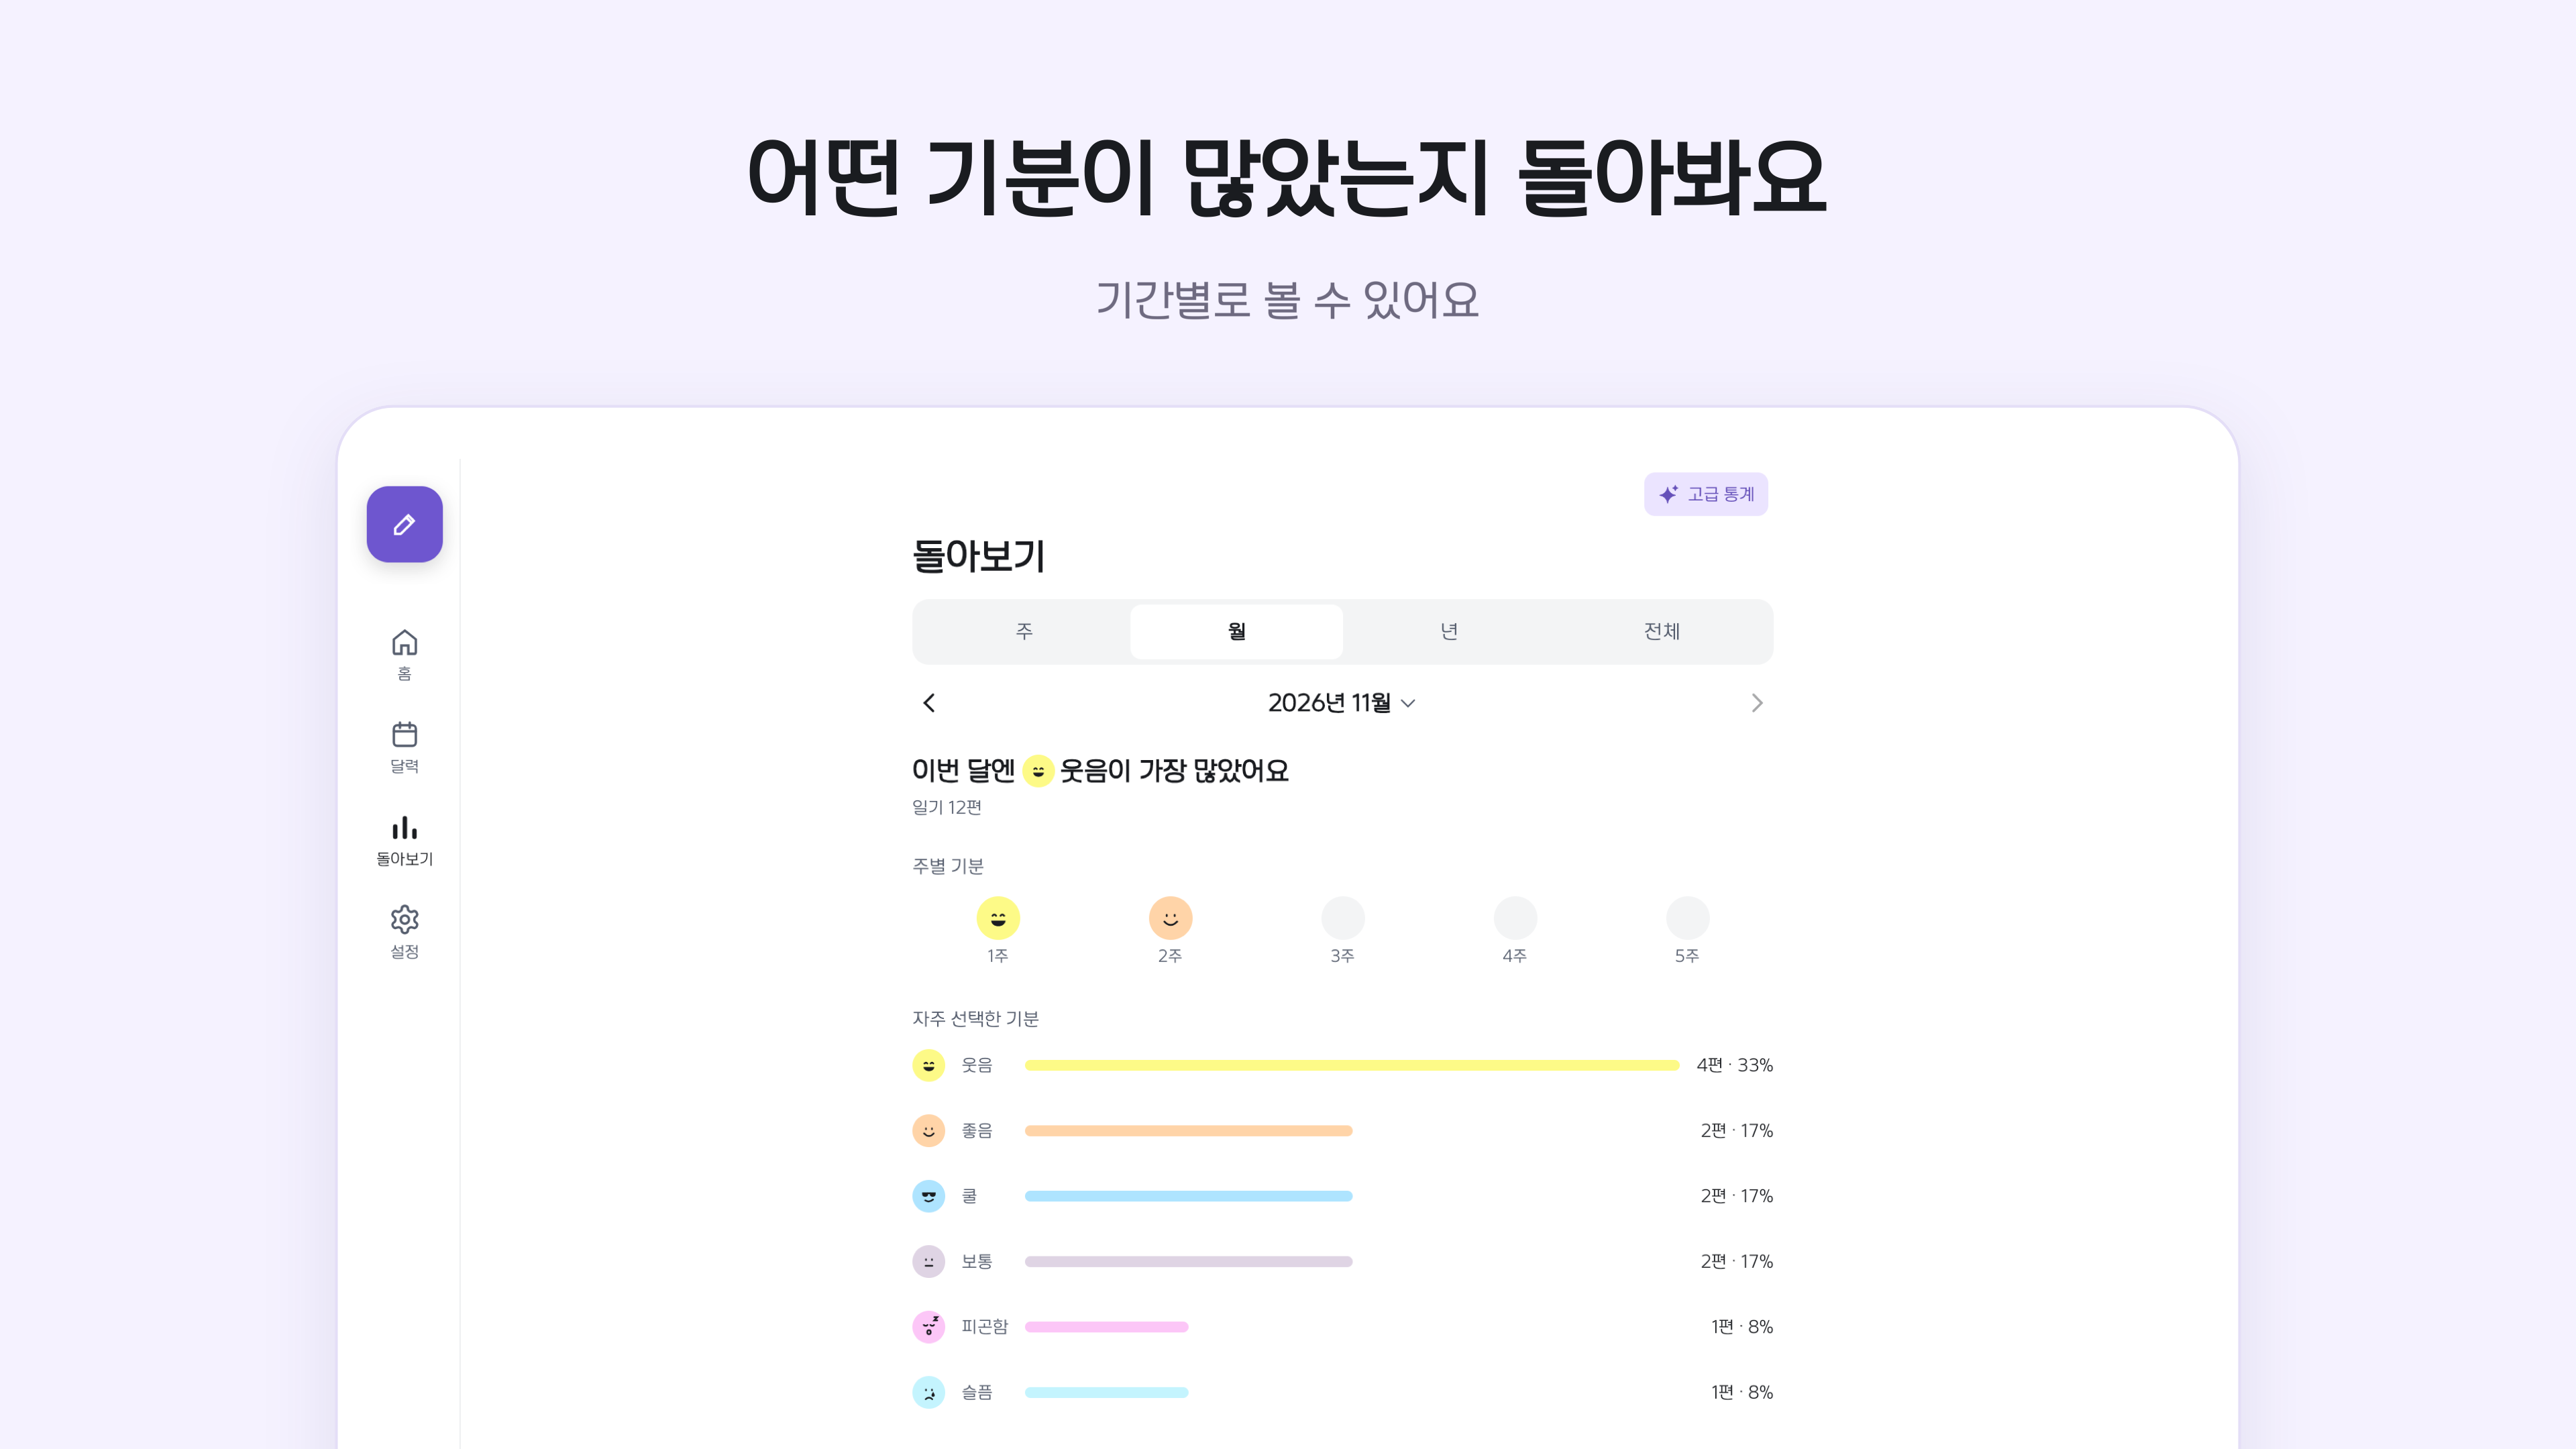 어떤 기분이 많았는지 돌아봐요
기간별로 볼 수 있어요
고급 통계
홈
달력
돌아보기
설정
돌아보기
주 월 년 전체
2026년 11월
이번 달엔 웃음이 가장 많았어요
일기 12편
주별 기분
1주 2주 3주 4주 5주
자주 선택한 기분
웃음 4편 · 33%
좋음 2편 · 17%
쿨 2편 · 17%
보통 2편 · 17%
피곤함 1편 · 8%
슬픔 1편 · 8%